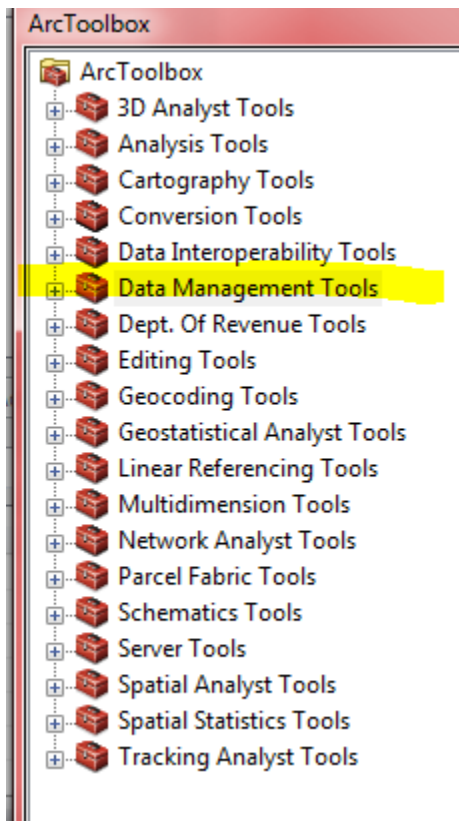 ArcToolbox
ArcToolbox
3D Analyst Tools
Analysis Tools
Cartography Tools
Conversion Tools
Data Interoperability Tools
Data Management Tools
Dept. Of Revenue Tools
Editing Tools
Geocoding Tools
Geostatistical Analyst Tools
Linear Referencing Tools
Multidimension Tools
Network Analyst Tools
Parcel Fabric Tools
Schematics Tools
Server Tools
Spatial Analyst Tools
Spatial Statistics Tools
Tracking Analyst Tools